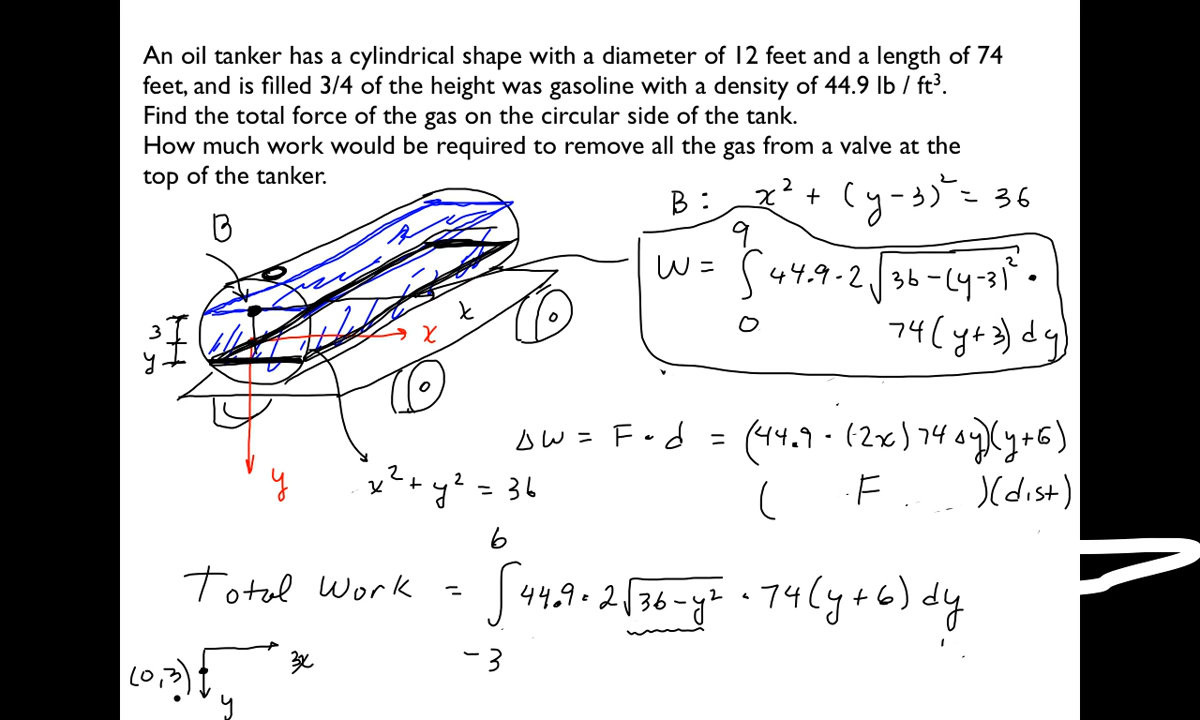 An oil tanker has a cylindrical shape with a diameter of 12 feet and a length of 74
feet, and is filled 3/4 of the height was gasoline with a density of 44.9 lb / ft³.
Find the total force of the gas on the circular side of the tank.
How much work would be required to remove all the gas from a valve at the
top of the tanker.
B
B : x² + (y-3)² = 36
W = ∫₀⁹ 44.9 · 2 √(36-(y-3)²) ·
74(y+3) dy
3
y
x
x
y
x² + y² = 36
ΔW = F · d = (44.9 · (2x) 74 Δy)(y+6)
( F )(dist)
Total Work = ∫₋₃⁶ 44.9 · 2√(36-y²) · 74(y+6) dy
(0,3)
y